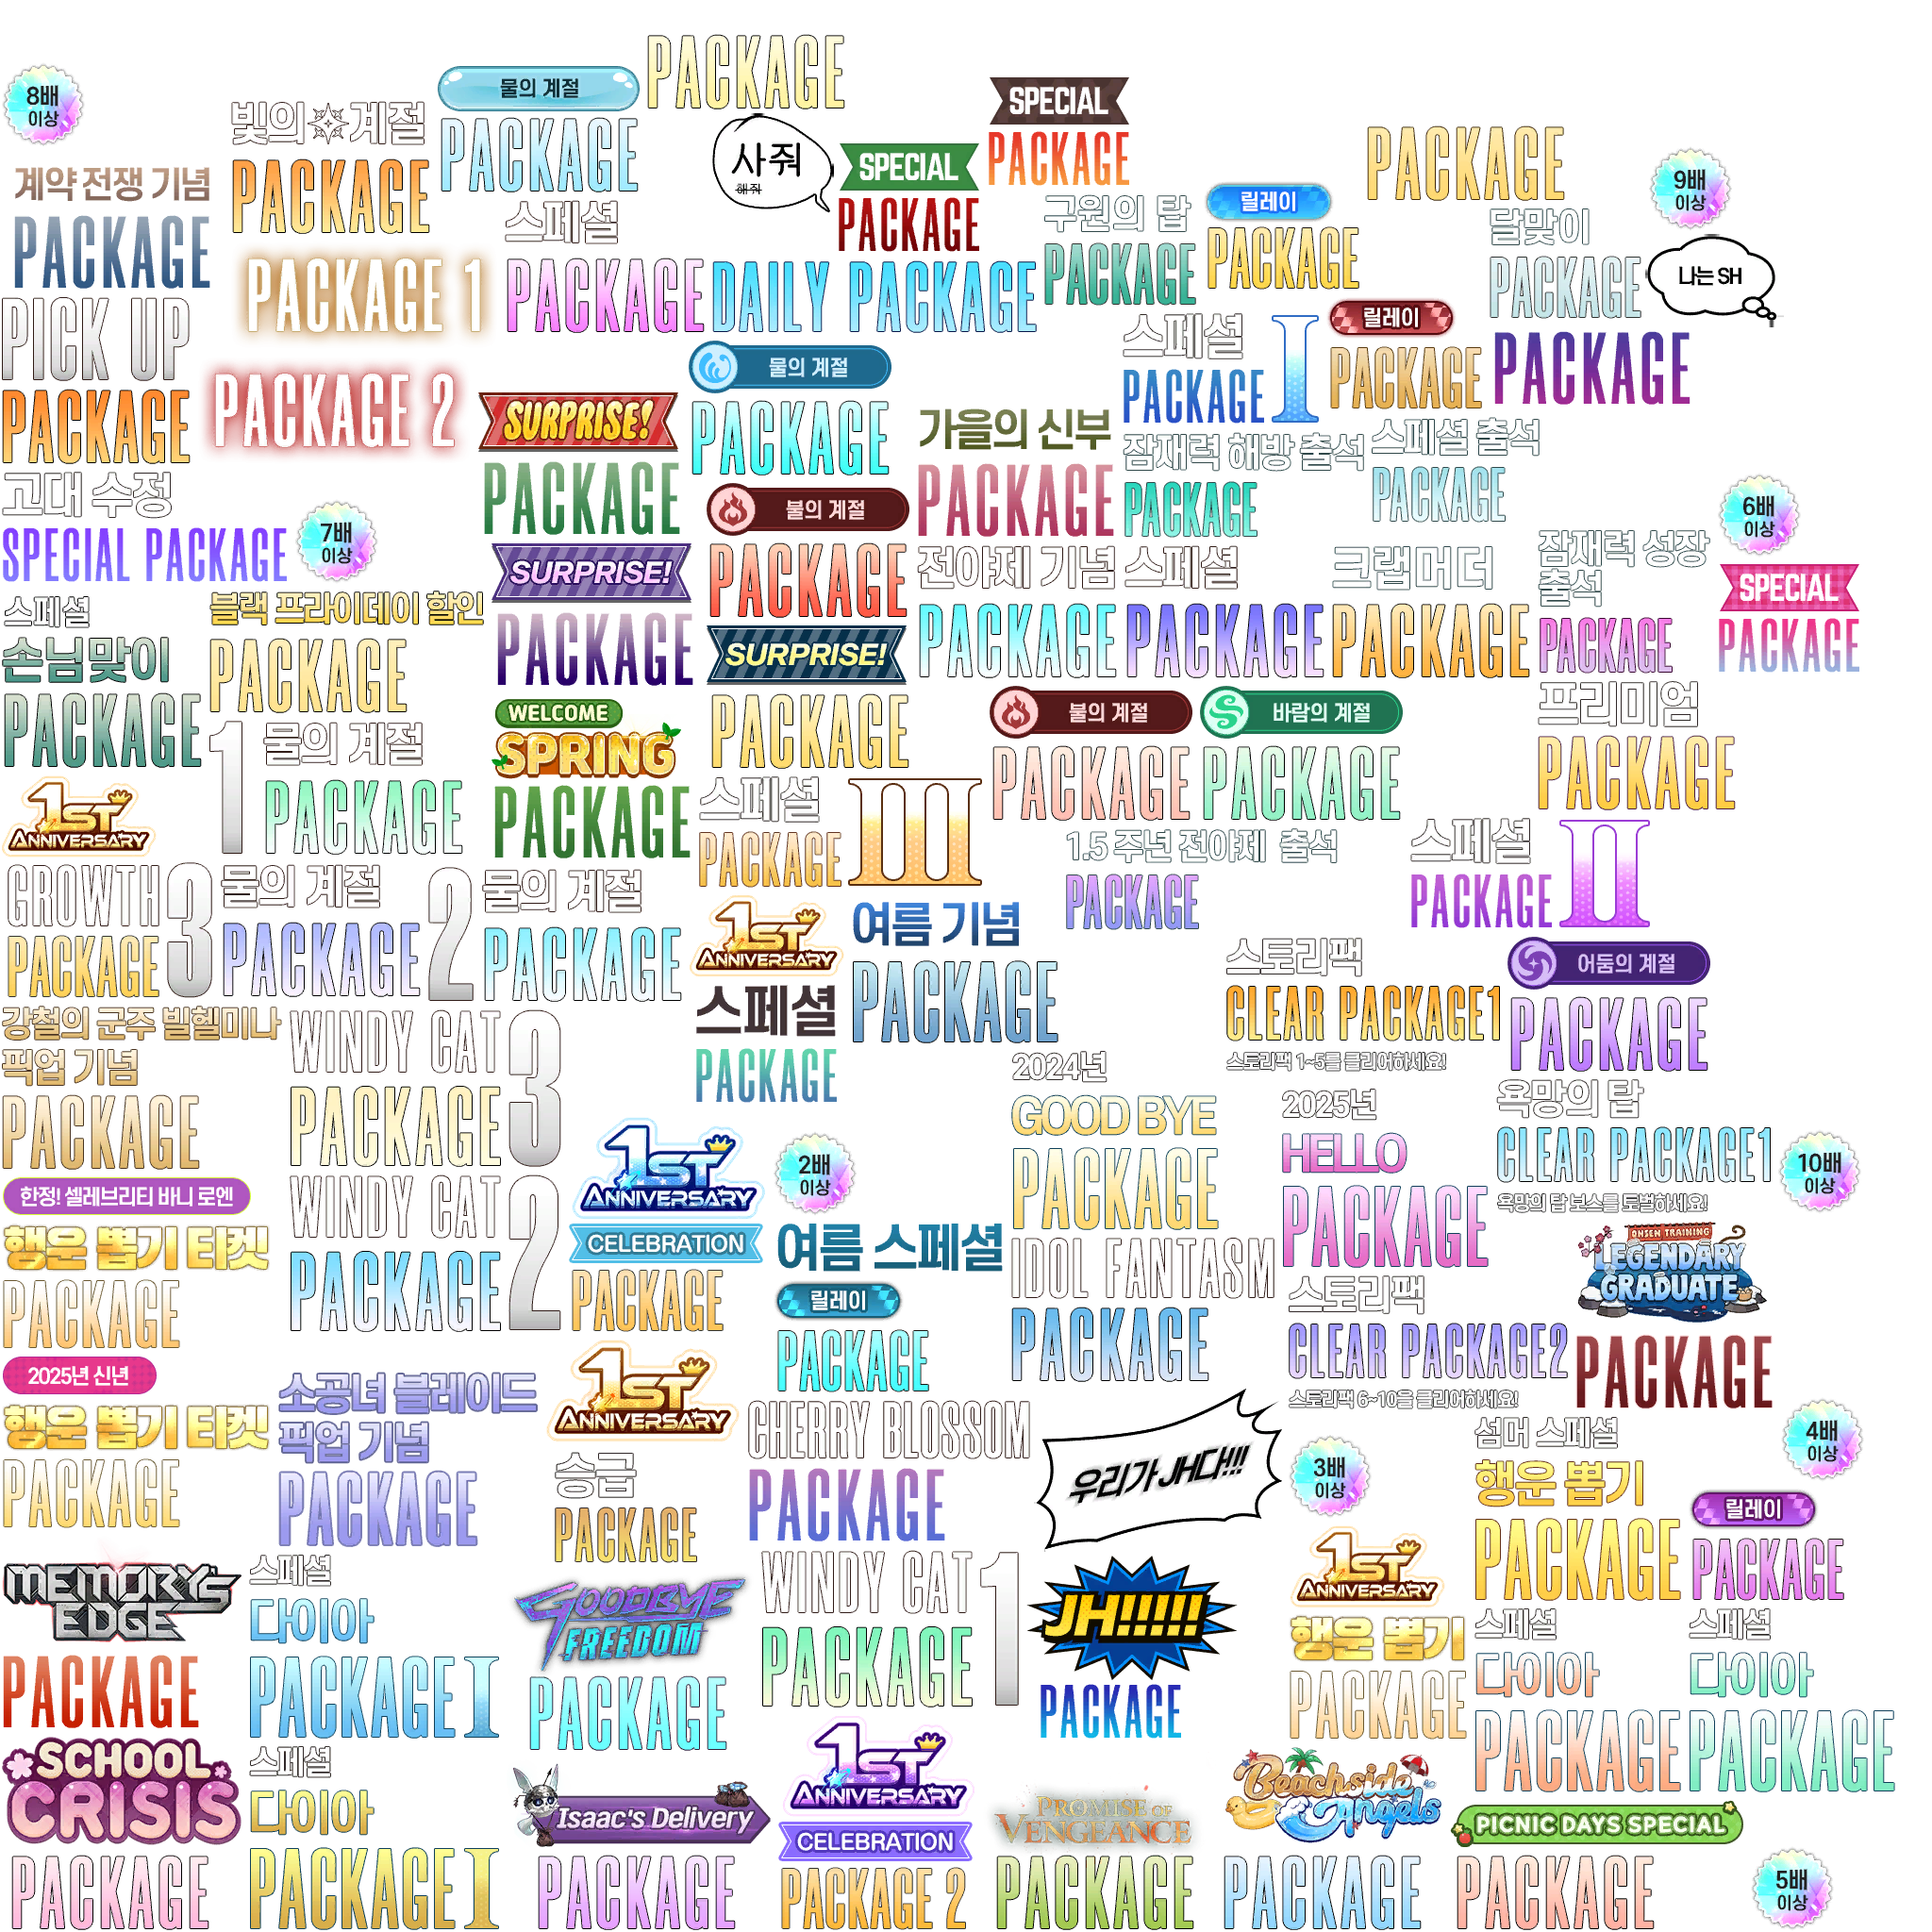 PACKAGE
8배
이상
빛의 계절
PACKAGE
물의 계절
PACKAGE
사줘
해줘
SPECIAL
PACKAGE
SPECIAL
PACKAGE
PACKAGE
9배
이상
계약 전쟁 기념
PACKAGE
PACKAGE 1
스페셜
PACKAGE
DAILY PACKAGE
구원의 탑
PACKAGE
릴레이
PACKAGE
달맞이
PACKAGE
나는 SH
PICK UP
PACKAGE
PACKAGE 2
SURPRISE!
PACKAGE
물의 계절
PACKAGE
가을의 신부
PACKAGE
스페셜
PACKAGE I
릴레이
PACKAGE
PACKAGE
잠재력 해방 출석
PACKAGE
스페셜 출석
PACKAGE
고대 수정
SPECIAL PACKAGE
7배
이상
SURPRISE!
PACKAGE
불의 계절
PACKAGE
전야제 기념
PACKAGE
스페셜
PACKAGE
크랩머더
PACKAGE
잠재력 성장
출석
PACKAGE
6배
이상
SPECIAL
PACKAGE
스페셜
손님맞이
PACKAGE
블랙 프라이데이 할인
PACKAGE
SURPRISE!
PACKAGE
불의 계절
PACKAGE
바람의 계절
PACKAGE
프리미엄
PACKAGE
1ST
ANNIVERSARY
GROWTH
PACKAGE
1
물의 계절
PACKAGE
WELCOME
SPRING
PACKAGE
스페셜
PACKAGE III
1.5 주년 전야제 출석
PACKAGE
스페셜
PACKAGE II
3
물의 계절
PACKAGE
2
물의 계절
PACKAGE
1ST
ANNIVERSARY
스페셜
PACKAGE
여름 기념
PACKAGE
스토리팩
CLEAR PACKAGE1
스토리팩 1~5를 클리어하세요!
어둠의 계절
PACKAGE
강철의 군주 빌헬미나
픽업 기념
PACKAGE
WINDY CAT
PACKAGE 3
2024년
GOOD BYE
PACKAGE
2025년
HELLO
PACKAGE
욕망의 탑
CLEAR PACKAGE1
욕망의 탑 보스를 토벌하세요!
10배
이상
한정! 셀레브리티 바니 로엔
행운 뽑기 티켓
PACKAGE
WINDY CAT
PACKAGE 2
1ST
ANNIVERSARY
CELEBRATION
PACKAGE
2배
이상
여름 스페셜
릴레이
PACKAGE
IDOL FANTASM
PACKAGE
스토리팩
CLEAR PACKAGE2
스토리팩 6~10을 클리어하세요!
ONSEN TRAINING
LEGENDARY
GRADUATE
PACKAGE
2025년 신년
행운 뽑기 티켓
PACKAGE
소공녀 블레이드
픽업 기념
PACKAGE
1ST
ANNIVERSARY
승급
PACKAGE
CHERRY BLOSSOM
PACKAGE
우리가 JH다!!!
3배
이상
섬머 스페셜
행운 뽑기
PACKAGE
4배
이상
릴레이
PACKAGE
MEMORY'S
EDGE
PACKAGE
스페셜
다이아
PACKAGE I
GOODBYE
FREEDOM
PACKAGE
WINDY CAT
PACKAGE 1
JH!!!!!
PACKAGE
1ST
ANNIVERSARY
행운 뽑기
PACKAGE
스페셜
다이아
PACKAGE
스페셜
다이아
PACKAGE
SCHOOL
CRISIS
PACKAGE
스페셜
다이아
PACKAGE I
Isaac's Delivery
PACKAGE
1ST
ANNIVERSARY
CELEBRATION
PACKAGE 2
PROMISE OF
VENGEANCE
PACKAGE
Beachside
Angels
PACKAGE
PICNIC DAYS SPECIAL
PACKAGE
5배
이상